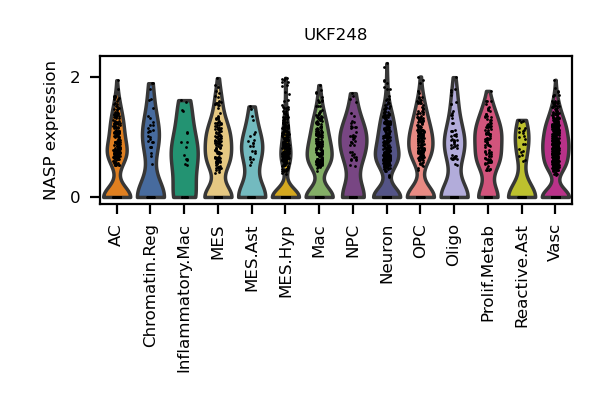 UKF248
NASP expression
2
0
AC
Chromatin.Reg
Inflammatory.Mac
MES
MES.Ast
MES.Hyp
Mac
NPC
Neuron
OPC
Oligo
Prolif.Metab
Reactive.Ast
Vasc